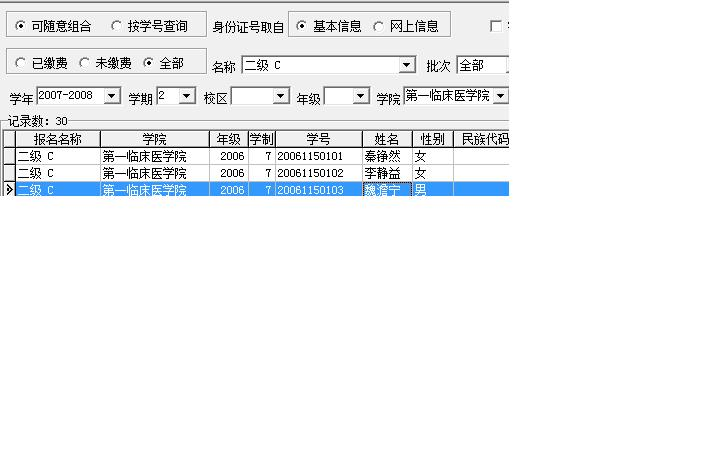 可随意组合 按学号查询 身份证号取自 基本信息 网上信息
已缴费 未缴费 全部 名称 二级 C 批次 全部
学年 2007-2008 学期 2 校区 年级 学院 第一临床医学院
记录数: 30
报名名称 学院 年级 学制 学号 姓名 性别 民族代码
二级 C 第一临床医学院 2006 7 20061150101 秦铮然 女
二级 C 第一临床医学院 2006 7 20061150102 李静益 女
二级 C 第一临床医学院 2006 7 20061150103 魏澹宁 男